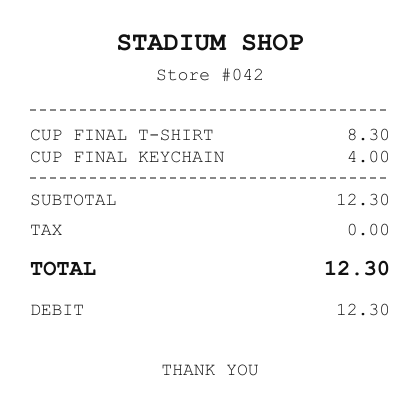 STADIUM SHOP
Store #042
----------------------------------
CUP FINAL T-SHIRT 8.30
CUP FINAL KEYCHAIN 4.00
----------------------------------
SUBTOTAL 12.30
TAX 0.00
TOTAL 12.30
DEBIT 12.30
THANK YOU